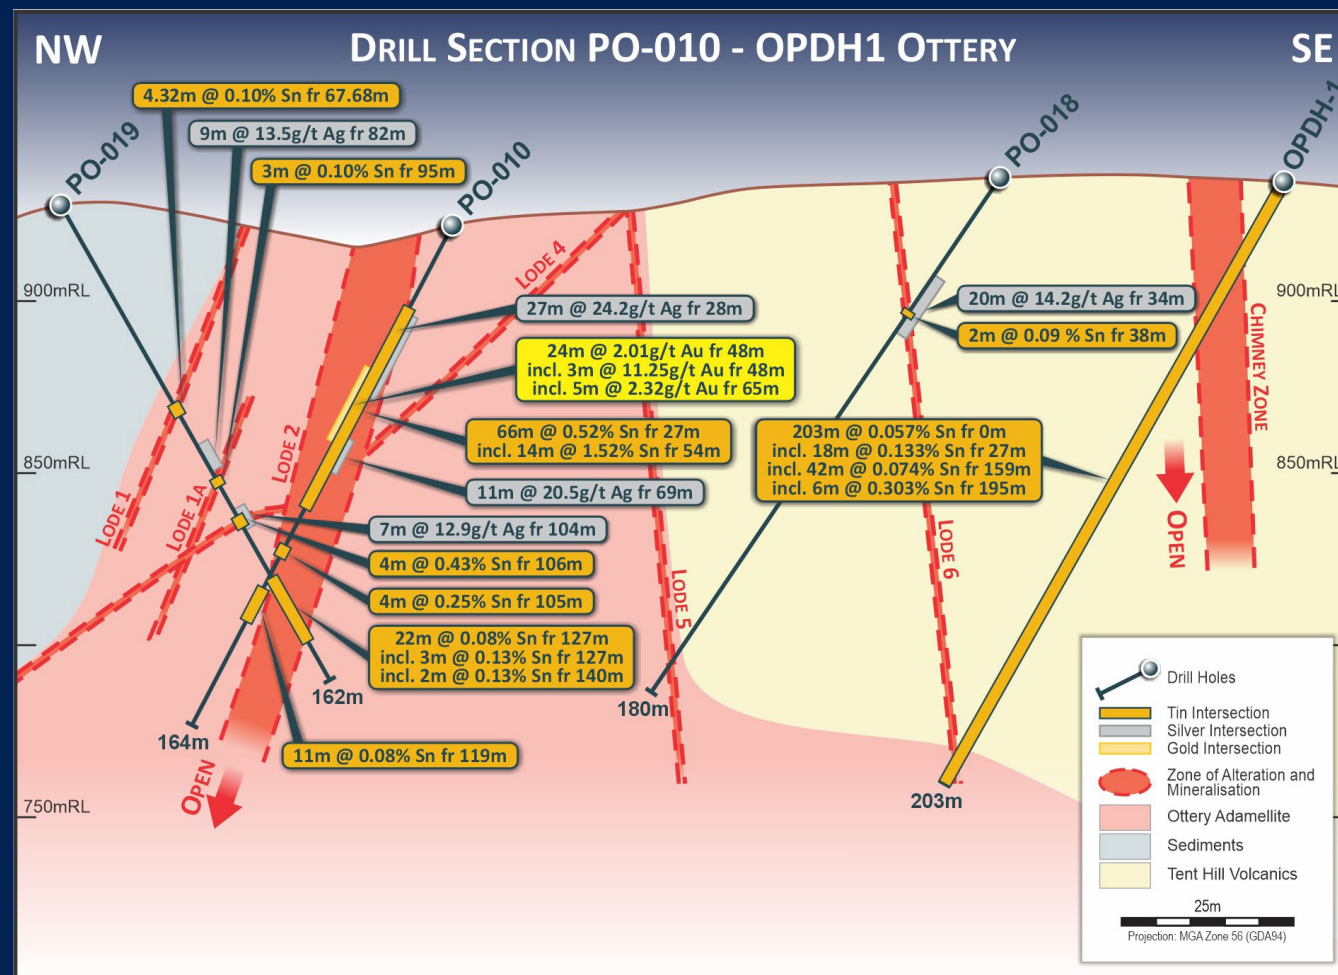 NW
DRILL SECTION PO-010 - OPDH1 OTTERY
SE
4.32m @ 0.10% Sn fr 67.68m
9m @ 13.5g/t Ag fr 82m
3m @ 0.10% Sn fr 95m
PO-019
PO-010
PO-018
OPDH-1
900mRL
900mRL
850mRL
850mRL
750mRL
LODE 4
27m @ 24.2g/t Ag fr 28m
24m @ 2.01g/t Au fr 48m
incl. 3m @ 11.25g/t Au fr 48m
incl. 5m @ 2.32g/t Au fr 65m
66m @ 0.52% Sn fr 27m
incl. 14m @ 1.52% Sn fr 54m
11m @ 20.5g/t Ag fr 69m
7m @ 12.9g/t Ag fr 104m
4m @ 0.43% Sn fr 106m
4m @ 0.25% Sn fr 105m
22m @ 0.08% Sn fr 127m
incl. 3m @ 0.13% Sn fr 127m
incl. 2m @ 0.13% Sn fr 140m
11m @ 0.08% Sn fr 119m
20m @ 14.2g/t Ag fr 34m
2m @ 0.09 % Sn fr 38m
203m @ 0.057% Sn fr 0m
incl. 18m @ 0.133% Sn fr 27m
incl. 42m @ 0.074% Sn fr 159m
incl. 6m @ 0.303% Sn fr 195m
LODE 1
LODE 1A
LODE 2
LODE 5
LODE 6
CHIMNEY ZONE
OPEN
OPEN
162m
164m
180m
203m
Drill Holes
Tin Intersection
Silver Intersection
Gold Intersection
Zone of Alteration and
Mineralisation
Ottery Adamellite
Sediments
Tent Hill Volcanics
25m
Projection: MGA Zone 56 (GDA94)